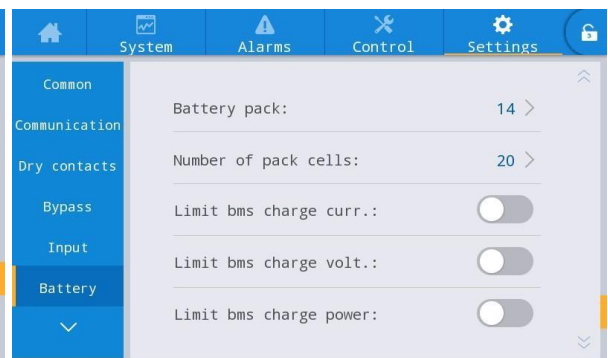 System
Alarms
Control
Settings
3
Common
Communication
Dry contacts
Bypass
Input
Battery
Battery pack: 14
Number of pack cells: 20
Limit bms charge curr.:
Limit bms charge volt.:
Limit bms charge power: